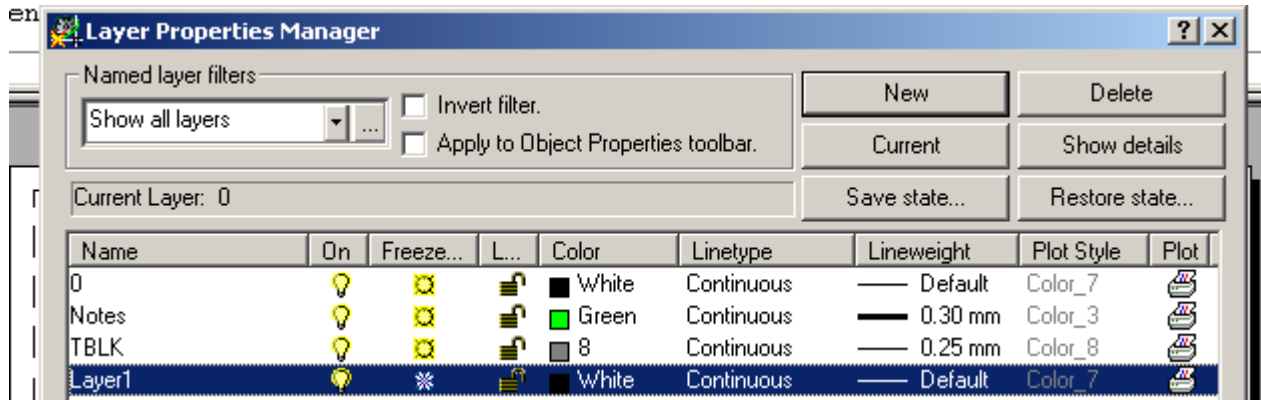 en
Layer Properties Manager
Named layer filters
Show all layers
...
Invert filter.
Apply to Object Properties toolbar.
New
Delete
Current
Show details
Current Layer: 0
Save state...
Restore state...
Name On Freeze... L... Color Linetype Lineweight Plot Style Plot
0 White Continuous Default Color_7
Notes Green Continuous 0.30 mm Color_3
TBLK 8 Continuous 0.25 mm Color_8
Layer1 White Continuous Default Color_7